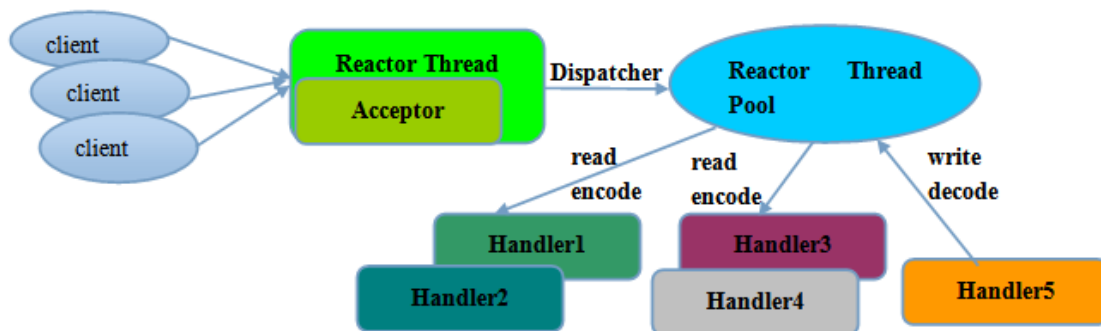 client
client
client
Reactor Thread
Acceptor
Dispatcher
Reactor Thread
Pool
read
encode
read
encode
write
decode
Handler1
Handler2
Handler3
Handler4
Handler5